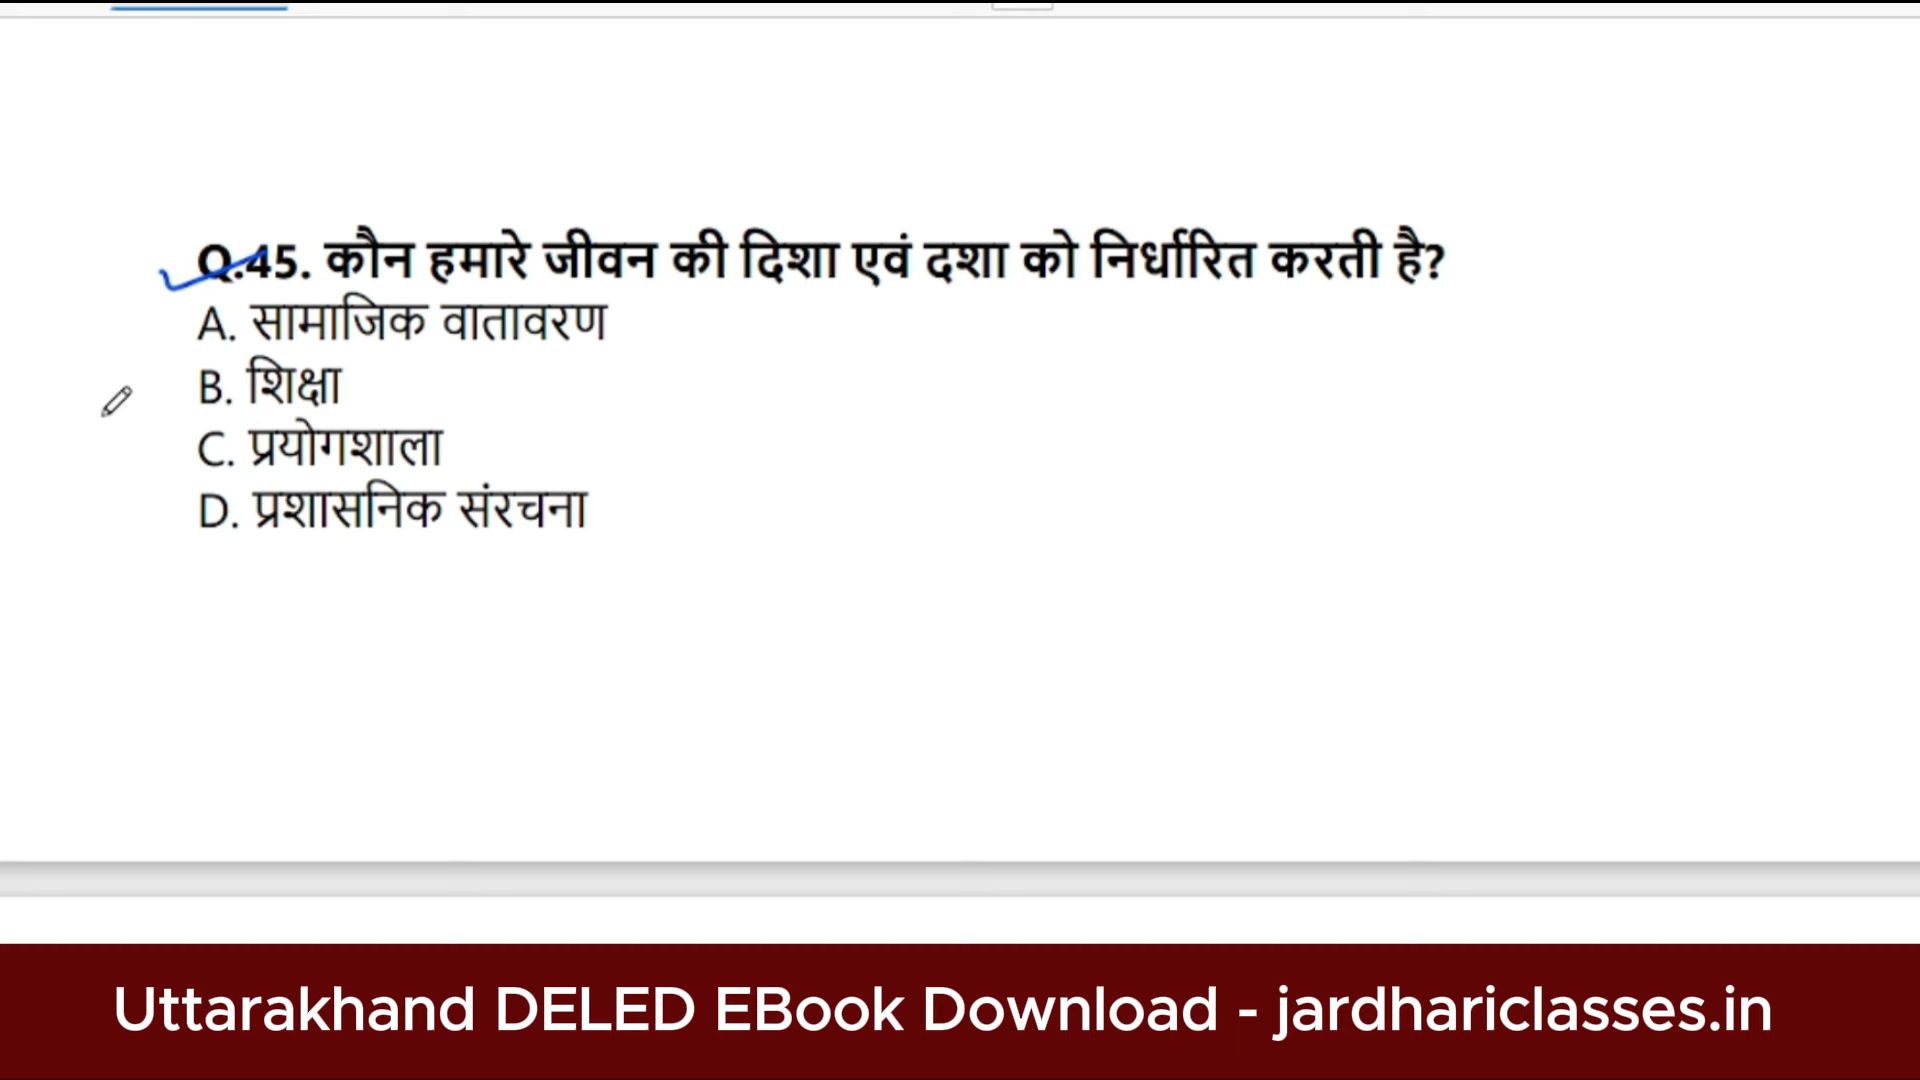 Q.45. कौन हमारे जीवन की दिशा एवं दशा को निर्धारित करती है?
A. सामाजिक वातावरण
B. शिक्षा
C. प्रयोगशाला
D. प्रशासनिक संरचना
Uttarakhand DELED EBook Download - jardhariclasses.in